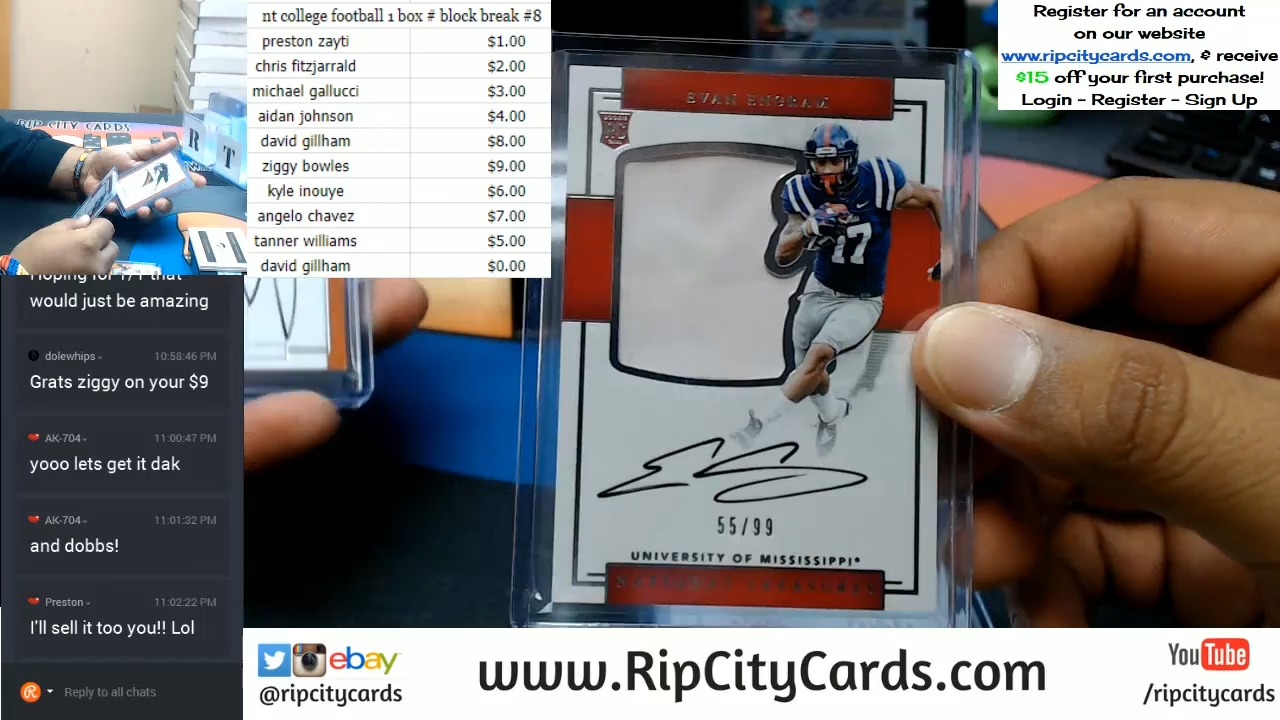 nt college football 1 box # block break #8
preston zayti $1.00
chris fitzjarrald $2.00
michael gallucci $3.00
aidan johnson $4.00
david gillham $8.00
ziggy bowles $9.00
kyle inouye $6.00
angelo chavez $7.00
tanner williams $5.00
david gillham $0.00
Register for an account
on our website
www.ripcitycards.com, & receive
$15 off your first purchase!
Login - Register - Sign Up
RIP CITY CARDS
R
T
EVAN ENGRAM
RC
17
55/99
UNIVERSITY OF MISSISSIPPI*
NATIONAL TREASURES
would just be amazing
dolewhips 10:58:46 PM
Grats ziggy on your $9
AK-704 11:00:47 PM
yooo lets get it dak
AK-704 11:01:32 PM
and dobbs!
Preston 11:02:22 PM
I'll sell it too you!! Lol
Reply to all chats
ebay
@ripcitycards
www.RipCityCards.com
YouTube
/ripcitycards